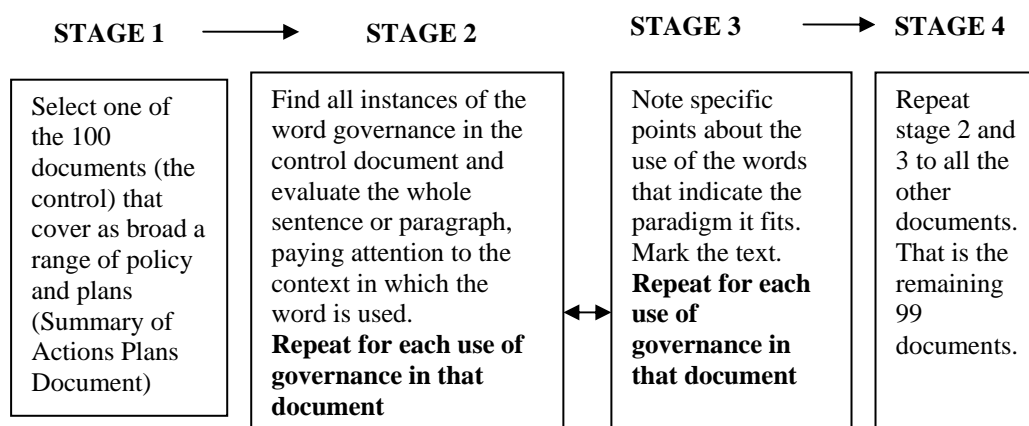 STAGE 1
STAGE 2
STAGE 3
STAGE 4
Select one of
the 100
documents (the
control) that
cover as broad a
range of policy
and plans
(Summary of
Actions Plans
Document)
Find all instances of the
word governance in the
control document and
evaluate the whole
sentence or paragraph,
paying attention to the
context in which the
word is used.
Repeat for each use of
governance in that
document
Note specific
points about the
use of the words
that indicate the
paradigm it fits.
Mark the text.
Repeat for each
use of
governance in
that document
Repeat
stage 2 and
3 to all the
other
documents.
That is the
remaining
99
documents.